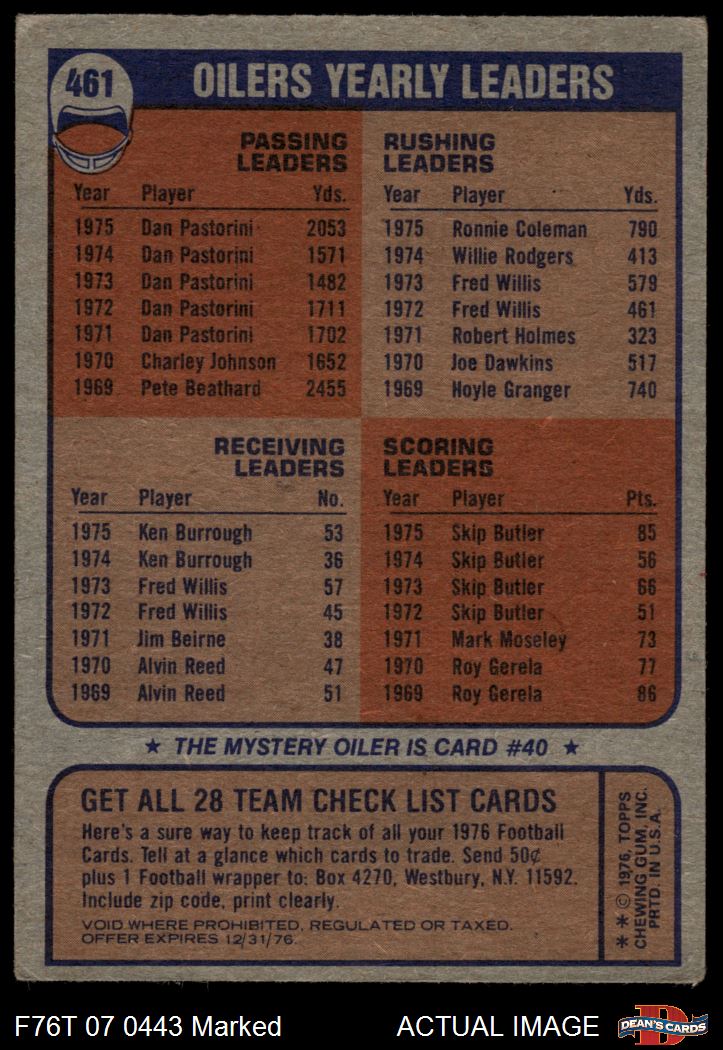 461
OILERS YEARLY LEADERS
PASSING
LEADERS
Year Player Yds.
1975 Dan Pastorini 2053
1974 Dan Pastorini 1571
1973 Dan Pastorini 1482
1972 Dan Pastorini 1711
1971 Dan Pastorini 1702
1970 Charley Johnson 1652
1969 Pete Beathard 2455
RUSHING
LEADERS
Year Player Yds.
1975 Ronnie Coleman 790
1974 Willie Rodgers 413
1973 Fred Willis 579
1972 Fred Willis 461
1971 Robert Holmes 323
1970 Joe Dawkins 517
1969 Hoyle Granger 740
RECEIVING
LEADERS
Year Player No.
1975 Ken Burrough 53
1974 Ken Burrough 36
1973 Fred Willis 57
1972 Fred Willis 45
1971 Jim Beirne 38
1970 Alvin Reed 47
1969 Alvin Reed 51
SCORING
LEADERS
Year Player Pts.
1975 Skip Butler 85
1974 Skip Butler 56
1973 Skip Butler 66
1972 Skip Butler 51
1971 Mark Moseley 73
1970 Roy Gerela 77
1969 Roy Gerela 86
★ THE MYSTERY OILER IS CARD #40 ★
GET ALL 28 TEAM CHECK LIST CARDS
Here's a sure way to keep track of all your 1976 Football
Cards. Tell at a glance which cards to trade. Send 50¢
plus 1 Football wrapper to: Box 4270, Westbury, N.Y. 11592.
Include zip code, print clearly.
VOID WHERE PROHIBITED, REGULATED OR TAXED.
OFFER EXPIRES 12/31/76.
** © 1976, TOPPS
CHEWING GUM, INC.
PRTD. IN U.S.A.
F76T 07 0443 Marked
ACTUAL IMAGE
D
DEAN'S CARDS